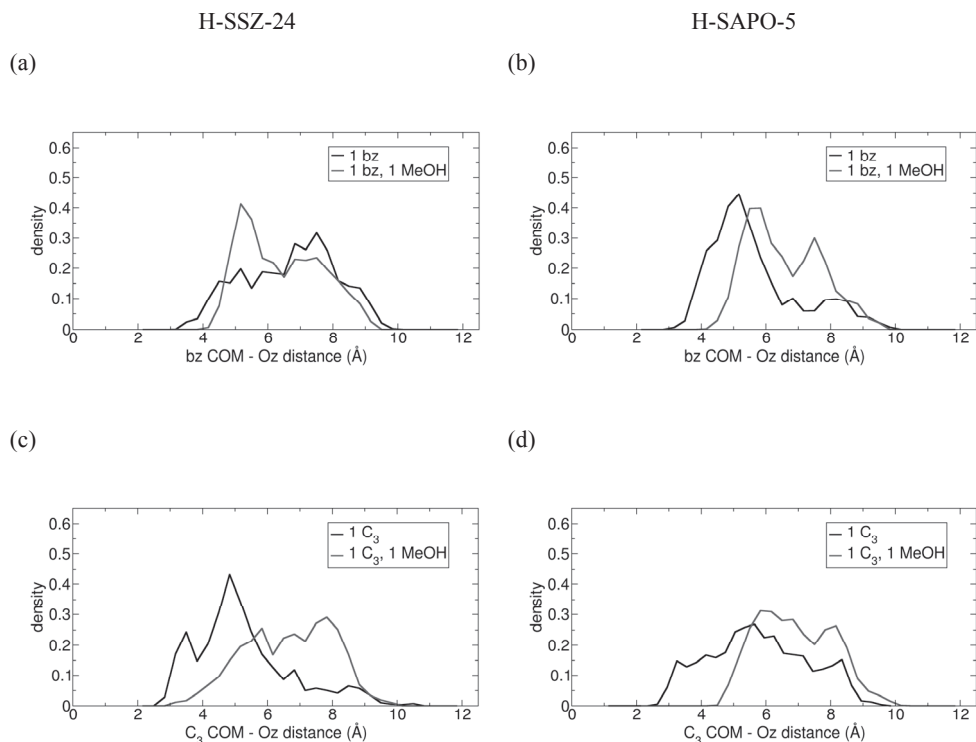 H-SSZ-24
H-SAPO-5
(a)
(b)
density
0.6
0.5
0.4
0.3
0.2
0.1
0
1 bz
1 bz, 1 MeOH
0 2 4 6 8 10 12
bz COM - Oz distance (Å)
density
0.6
0.5
0.4
0.3
0.2
0.1
0
1 bz
1 bz, 1 MeOH
0 2 4 6 8 10 12
bz COM - Oz distance (Å)
(c)
(d)
density
0.6
0.5
0.4
0.3
0.2
0.1
0
1 C₃
1 C₃, 1 MeOH
0 2 4 6 8 10 12
C₃ COM - Oz distance (Å)
density
0.6
0.5
0.4
0.3
0.2
0.1
0
1 C₃
1 C₃, 1 MeOH
0 2 4 6 8 10 12
C₃ COM - Oz distance (Å)